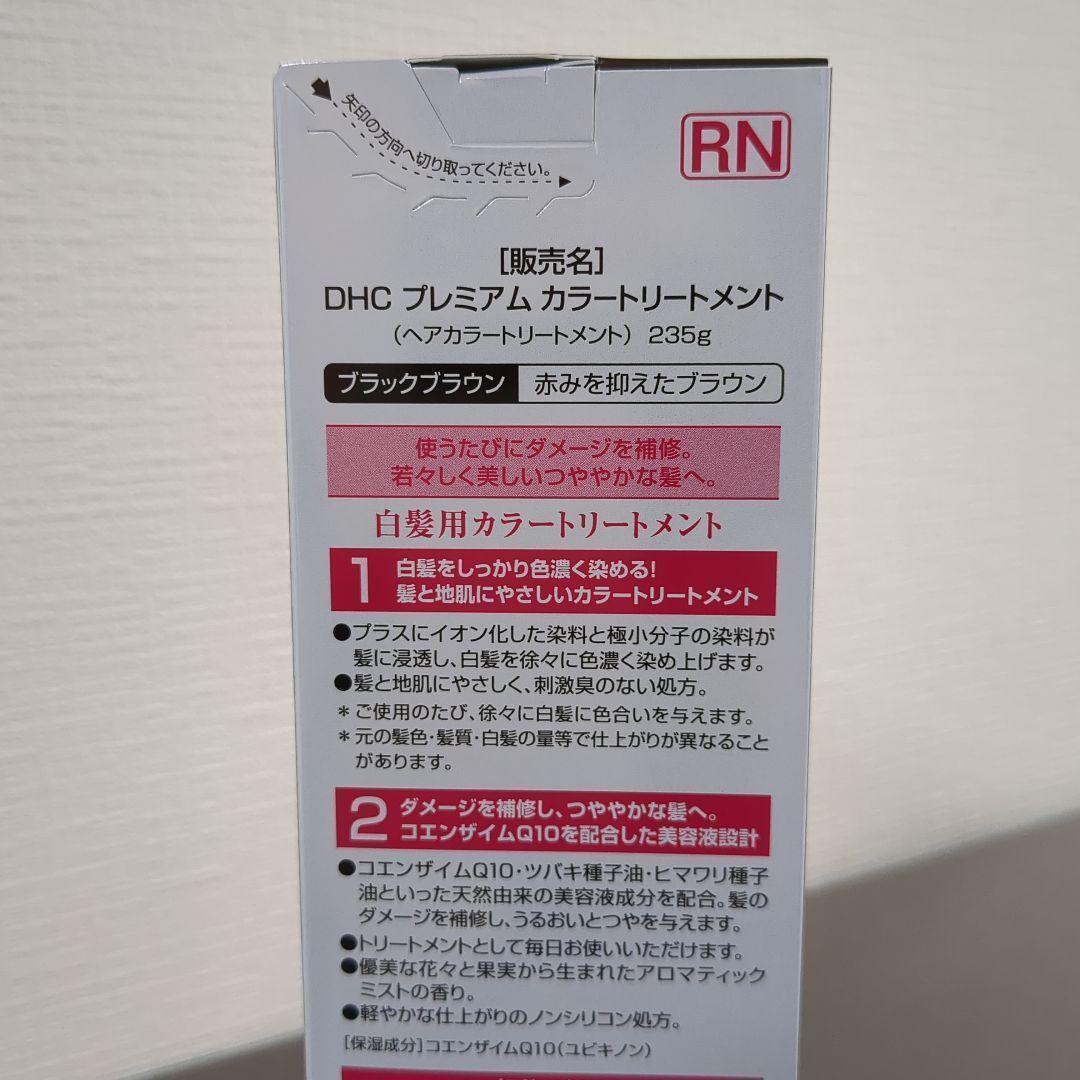 矢印の方向へ切り取ってください。
RN
[販売名]
DHC プレミアム カラートリートメント
(ヘアカラートリートメント) 235g
ブラックブラウン 赤みを抑えたブラウン
使うたびにダメージを補修。
若々しく美しいつややかな髪へ。
白髪用カラートリートメント
1 白髪をしっかり色濃く染める!
髪と地肌にやさしいカラートリートメント
●プラスにイオン化した染料と極小分子の染料が
髪に浸透し、白髪を徐々に色濃く染め上げます。
●髪と地肌にやさしく、刺激臭のない処方。
＊ご使用のたび、徐々に白髪に色合いを与えます。
＊元の髪色・髪質・白髪の量等で仕上がりが異なること
があります。
2 ダメージを補修し、つややかな髪へ。
コエンザイムQ10を配合した美容液設計
●コエンザイムQ10・ツバキ種子油・ヒマワリ種子
油といった天然由来の美容液成分を配合。髪の
ダメージを補修し、うるおいとつやを与えます。
●トリートメントとして毎日お使いいただけます。
●優美な花々と果実から生まれたアロマティック
ミストの香り。
●軽やかな仕上がりのノンシリコン処方。
[保湿成分]コエンザイムQ10(ユビキノン)